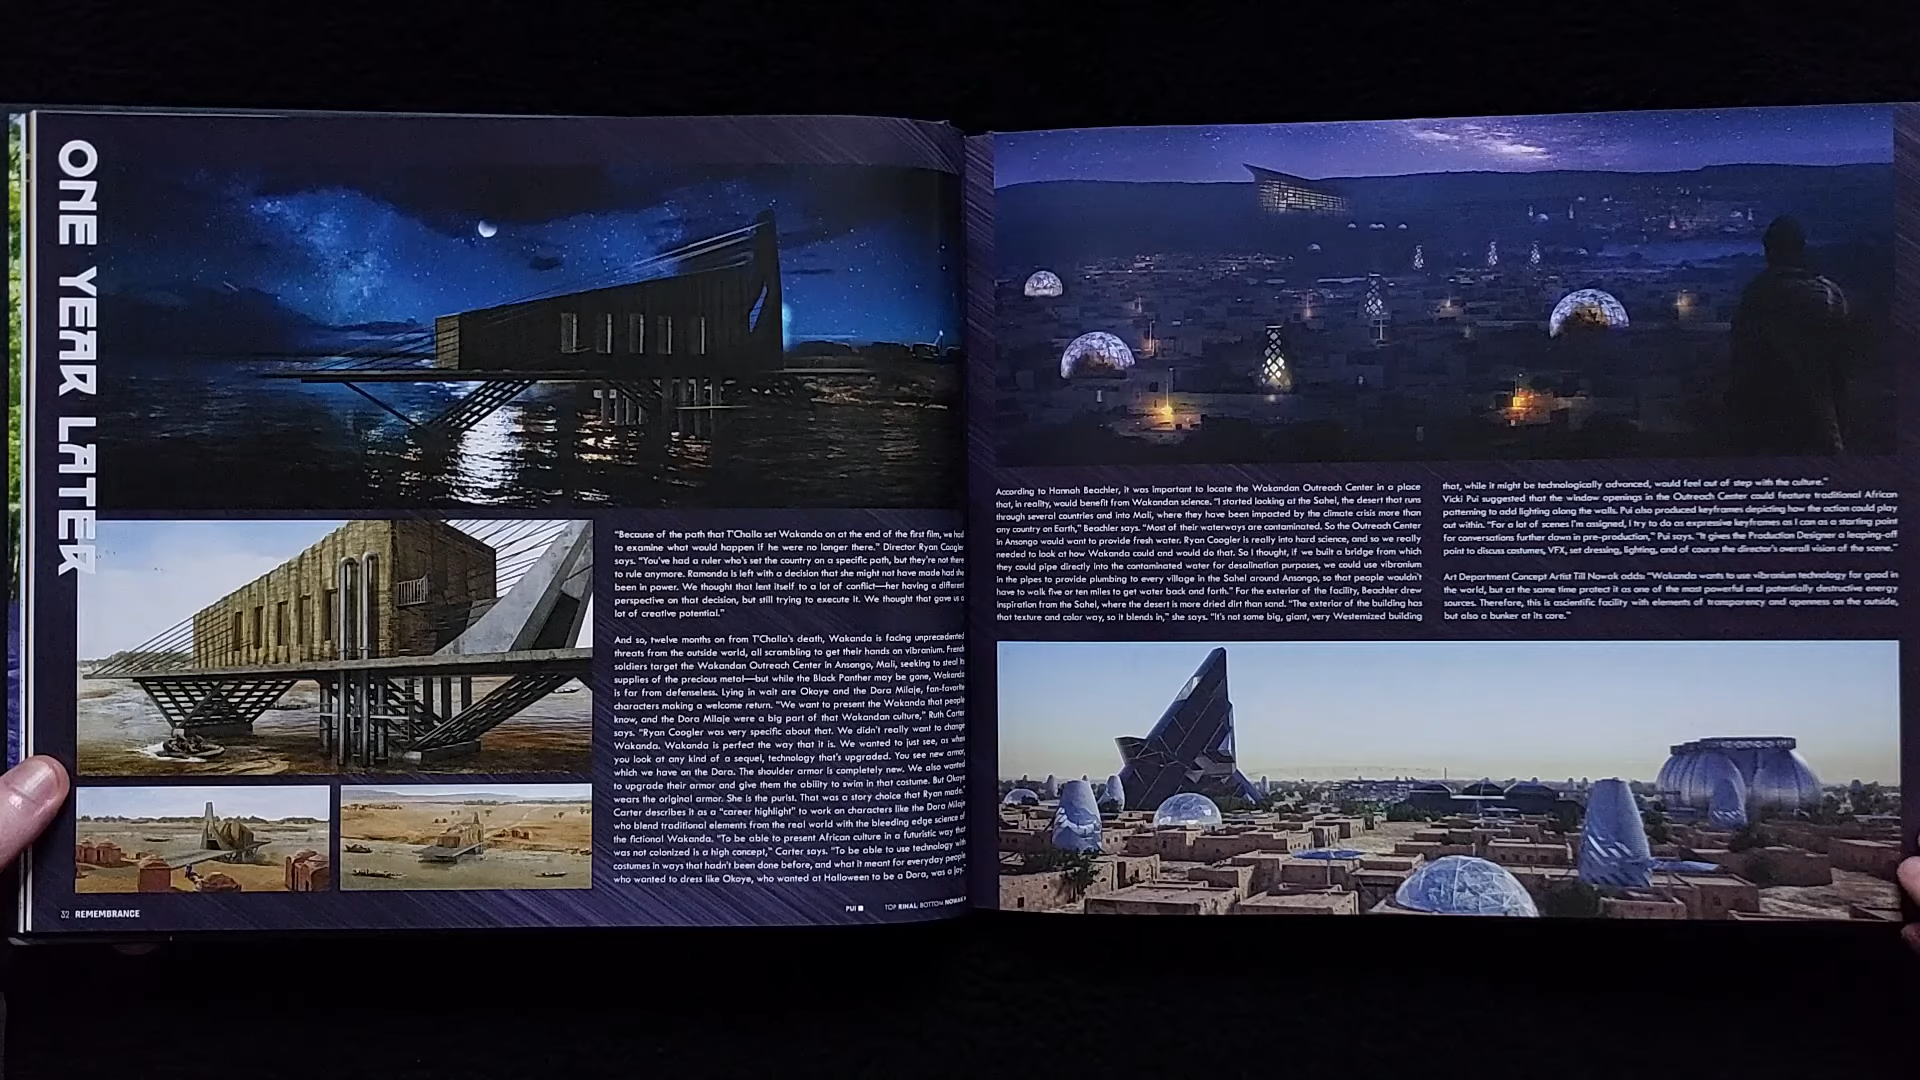 ONE YEAR LATER
"Because of the path that T'Challa set Wakanda on at the end of the first film, we had
to examine what would happen if he were no longer there." Director Ryan Coogler
says. "You've had a ruler who's set the country on a specific path, but they're not there
to rule anymore. Ramonda is left with a decision that she might not have made had she
been in power. We thought that lent itself to a lot of conflict—her having a different
perspective on that decision, but still trying to execute it. We thought that gave us a
lot of creative potential."
And so, twelve months on from T'Challa's death, Wakanda is facing unprecedented
threats from the outside world, all scrambling to get their hands on vibranium. French
soldiers target the Wakandan Outreach Center in Ansongo, Mali, seeking to steal its
supplies of the precious metal—but while the Black Panther may be gone, Wakanda
is far from defenseless. Lying in wait are Okoye and the Dora Milaje, fan-favorite
characters making a welcome return. "We want to present the Wakanda that people
know, and the Dora Milaje were a big part of that Wakandan culture," Ruth Carter
says. "Ryan Coogler was very specific about that. We didn't really want to change
Wakanda. Wakanda is perfect the way that it is. We wanted to just see, as when
you look at any kind of a sequel, technology that's upgraded. You see new armor,
which we have on the Dora. The shoulder armor is completely new. We also wanted
to upgrade their armor and give them the ability to swim in that costume. But Okoye
wears the original armor. She is the purist. That was a story choice that Ryan made."
Carter describes it as a "career highlight" to work on characters like the Dora Milaje
who blend traditional elements from the real world with the bleeding edge science of
the fictional Wakanda. "To be able to present African culture in a futuristic way that
was not colonized is a high concept," Carter says. "To be able to use technology with
costumes in ways that hadn't been done before, and what it meant for everyday people
who wanted to dress like Okoye, who wanted at Halloween to be a Dora, was a joy."
32 REMEMBRANCE
PUI
TOP RINAL, BOTTOM NOWAK
According to Hannah Beachler, it was important to locate the Wakandan Outreach Center in a place
that, in reality, would benefit from Wakandan science. "I started looking at the Sahel, the desert that runs
through several countries and into Mali, where they have been impacted by the climate crisis more than
any country on Earth," Beachler says. "Most of their waterways are contaminated. So the Outreach Center
in Ansongo would want to provide fresh water. Ryan Coogler is really into hard science, and so we really
needed to look at how Wakanda could and would do that. So I thought, if we built a bridge from which
they could pipe directly into the contaminated water for desalination purposes, we could use vibranium
in the pipes to provide plumbing to every village in the Sahel around Ansongo, so that people wouldn't
have to walk five or ten miles to get water back and forth." For the exterior of the facility, Beachler drew
inspiration from the Sahel, where the desert is more dried dirt than sand. "The exterior of the building has
that texture and color way, so it blends in," she says. "It's not some big, giant, very Westernized building
that, while it might be technologically advanced, would feel out of step with the culture."
Vicki Pui suggested that the window openings in the Outreach Center could feature traditional African
patterning to add lighting along the walls. Pui also produced keyframes depicting how the action could play
out within. "For a lot of scenes I'm assigned, I try to do as expressive keyframes as I can as a starting point
for conversations further down in pre-production," Pui says. "It gives the Production Designer a leaping-off
point to discuss costumes, VFX, set dressing, lighting, and of course the director's overall vision of the scene."
Art Department Concept Artist Till Nowak adds: "Wakanda wants to use vibranium technology for good in
the world, but at the same time protect it as one of the most powerful and potentially destructive energy
sources. Therefore, this is ascientific facility with elements of transparency and openness on the outside,
but also a bunker at its core."